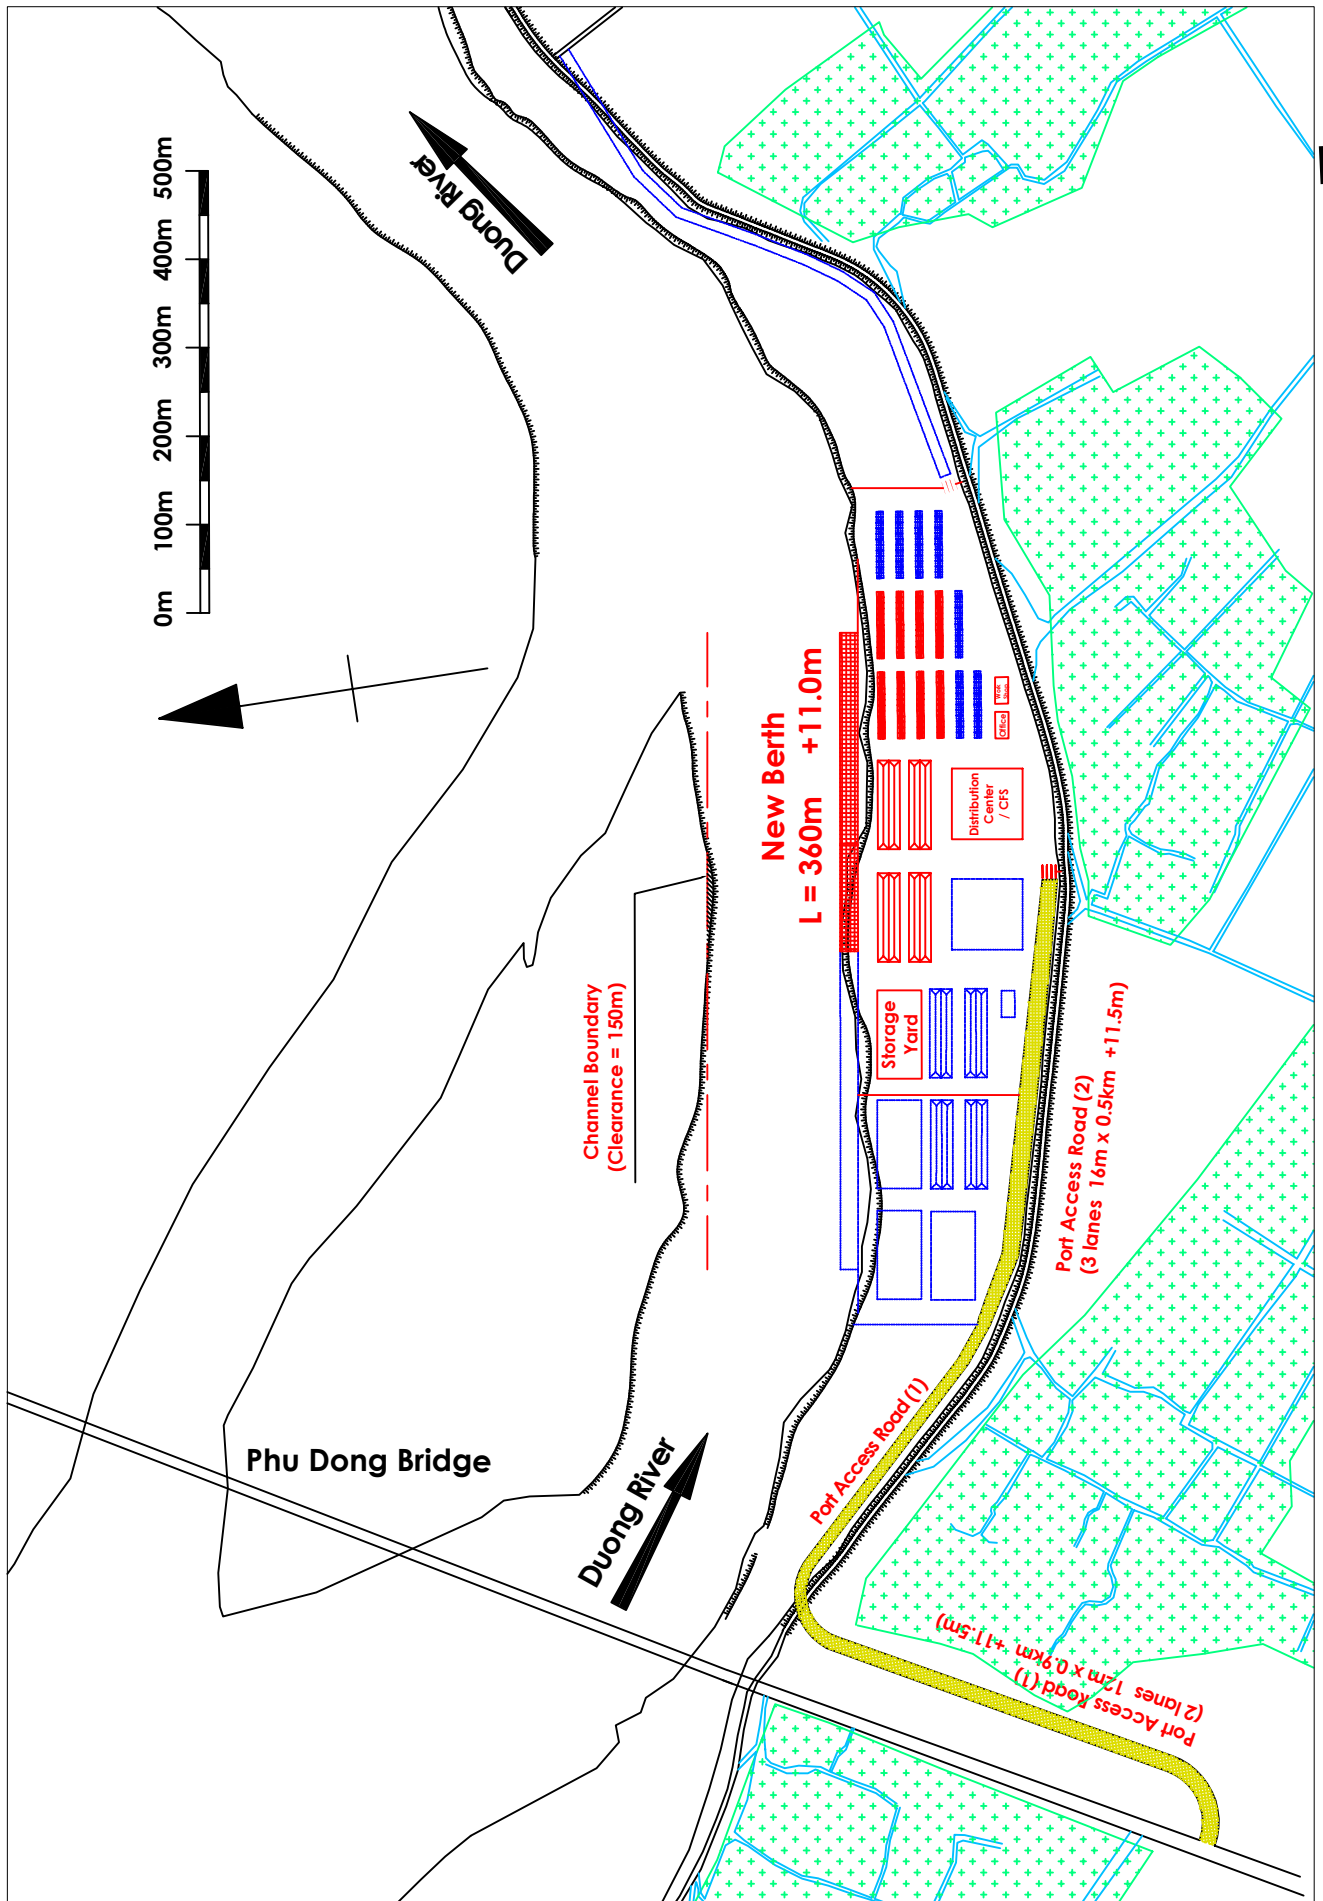 0m 100m 200m 300m 400m 500m
Duong River
New Berth
L = 360m +11.0m
Channel Boundary
(Clearance = 150m)
Storage
Yard
Distribution
Center
/ CFS
Office
Work
Shop
Port Access Road (2)
(3 lanes 16m x 0.5km +11.5m)
Port Access Road (1)
Phu Dong Bridge
Duong River
Port Access Road (1)
(2 lanes 12m x 0.9km +11.5m)